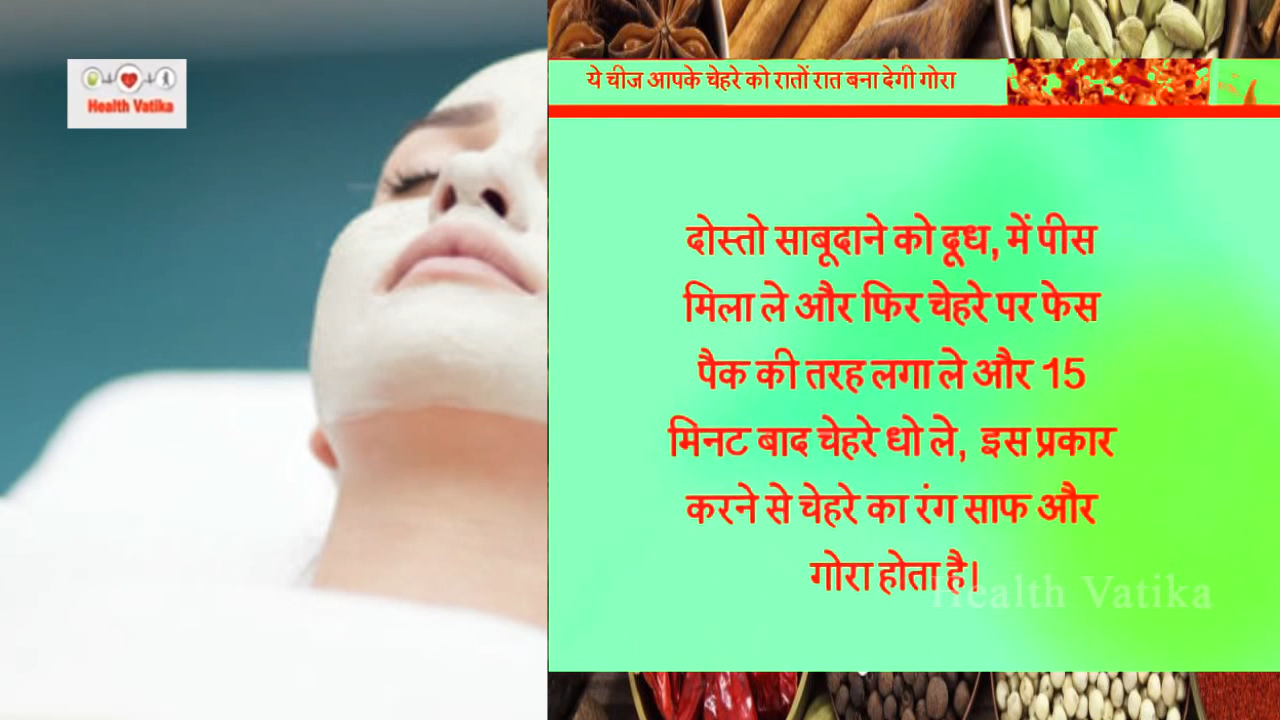 Health Vatika
ये चीज आपके चेहरे को रातों रात बना देगी गोरा
दोस्तो साबूदाने को दूध, में पीस
मिला ले और फिर चेहरे पर फेस
पैक की तरह लगा ले और 15
मिनट बाद चेहरे धो ले, इस प्रकार
करने से चेहरे का रंग साफ और
गोरा होता है।
Health Vatika